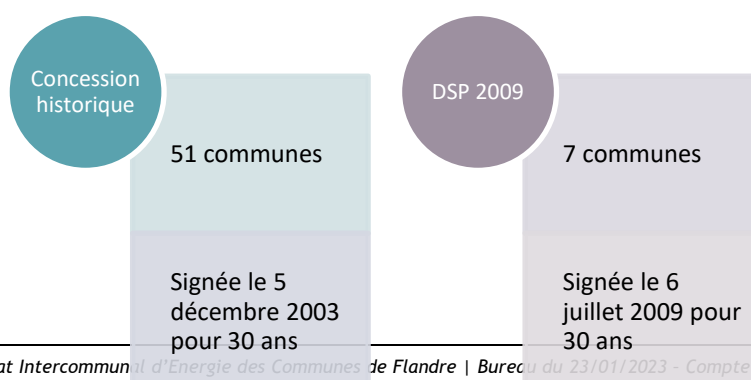 Concession
historique
51 communes
Signée le 5
décembre 2003
pour 30 ans
DSP 2009
7 communes
Signée le 6
juillet 2009 pour
30 ans
at Intercommunal d'Energie des Communes de Flandre | Bureau du 23/01/2023 - Compte